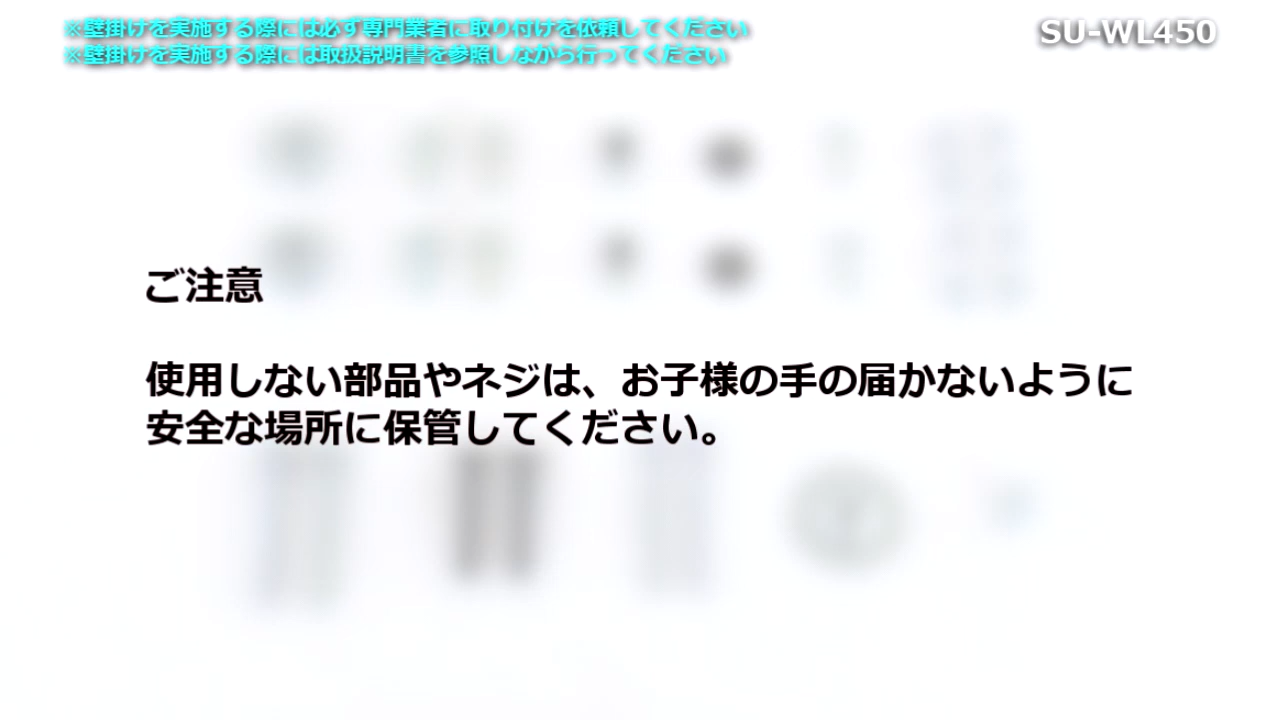 ※壁掛けを実施する際には必ず専門業者に取り付けを依頼してください
※壁掛けを実施する際には取扱説明書を参照しながら行ってください
SU-WL450
ご注意
使用しない部品やネジは、お子様の手の届かないように
安全な場所に保管してください。